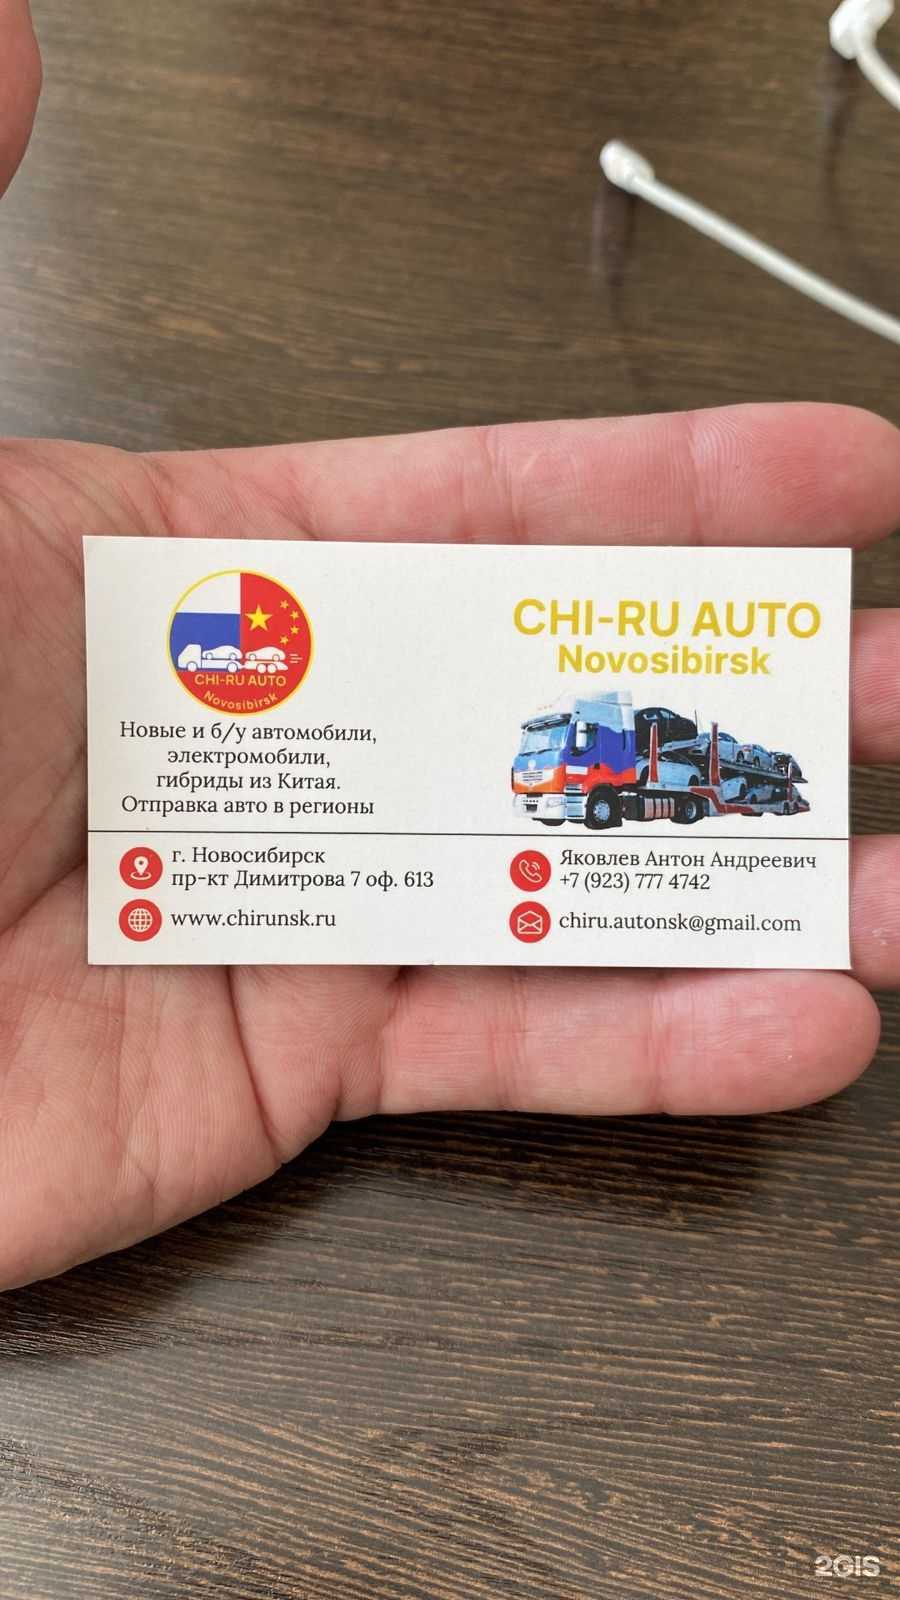 CHI-RU AUTO
Novosibirsk
Новые и б/у автомобили,
электромобили,
гибриды из Китая.
Отправка авто в регионы
CHI-RU AUTO
Novosibirsk
г. Новосибирск
пр-кт Димитрова 7 оф. 613
www.chirunsk.ru
Яковлев Антон Андреевич
+7 (923) 777 4742
chiru.autonsk@gmail.com
2GIS